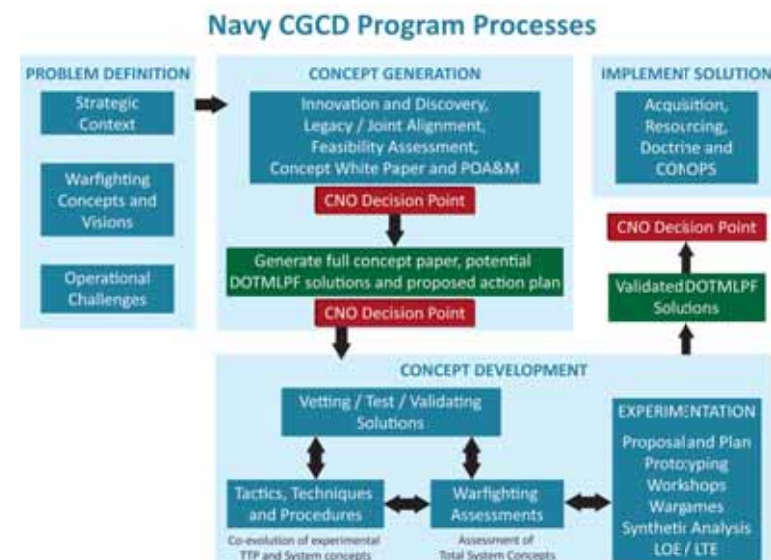 Navy CGCD Program Processes
PROBLEM DEFINITION
Strategic
Context
Warfighting
Concepts and
Visions
Operational
Challenges
CONCEPT GENERATION
Innovation and Discovery,
Legacy / Joint Alignment,
Feasibility Assessment,
Concept White Paper and POA&M
CNO Decision Point
Generate full concept paper, potential
DOTMLPF solutions and proposed action plan
CNO Decision Point
IMPLEMENT SOLUTION
Acquisition,
Resourcing,
Doctrine and
CONOPS
CNO Decision Point
Validated DOTMLPF
Solutions
CONCEPT DEVELOPMENT
Vetting / Test / Validating
Solutions
Tactics, Techniques
and Procedures
Co-evolution of experimental
TTP and System concepts
Warfighting
Assessments
Assessment of
Total System Concepts
EXPERIMENTATION
Proposal and Plan
Prototyping
Workshops
Wargames
Synthetic Analysis
LOE / LTE